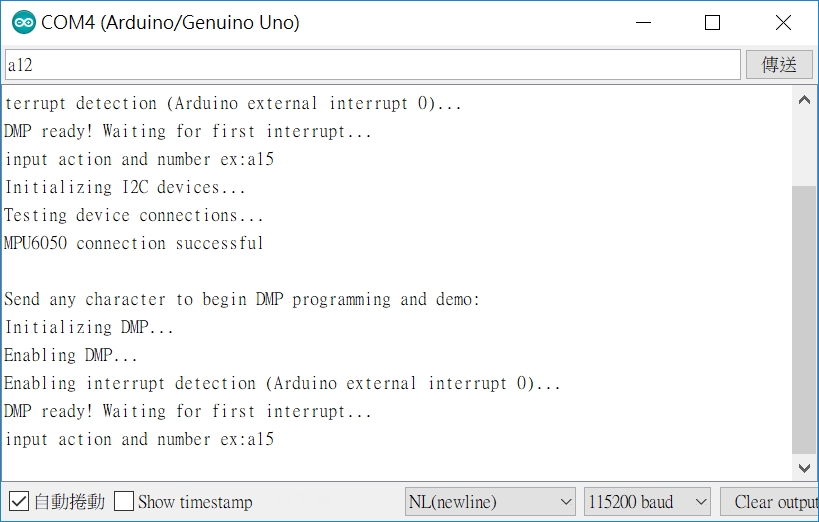 COM4 (Arduino/Genuino Uno)
a12
傳送
terrupt detection (Arduino external interrupt 0)...
DMP ready! Waiting for first interrupt...
input action and number ex:a15
Initializing I2C devices...
Testing device connections...
MPU6050 connection successful
Send any character to begin DMP programming and demo:
Initializing DMP...
Enabling DMP...
Enabling interrupt detection (Arduino external interrupt 0)...
DMP ready! Waiting for first interrupt...
input action and number ex:a15
自動捲動 Show timestamp NL(newline) 115200 baud Clear output